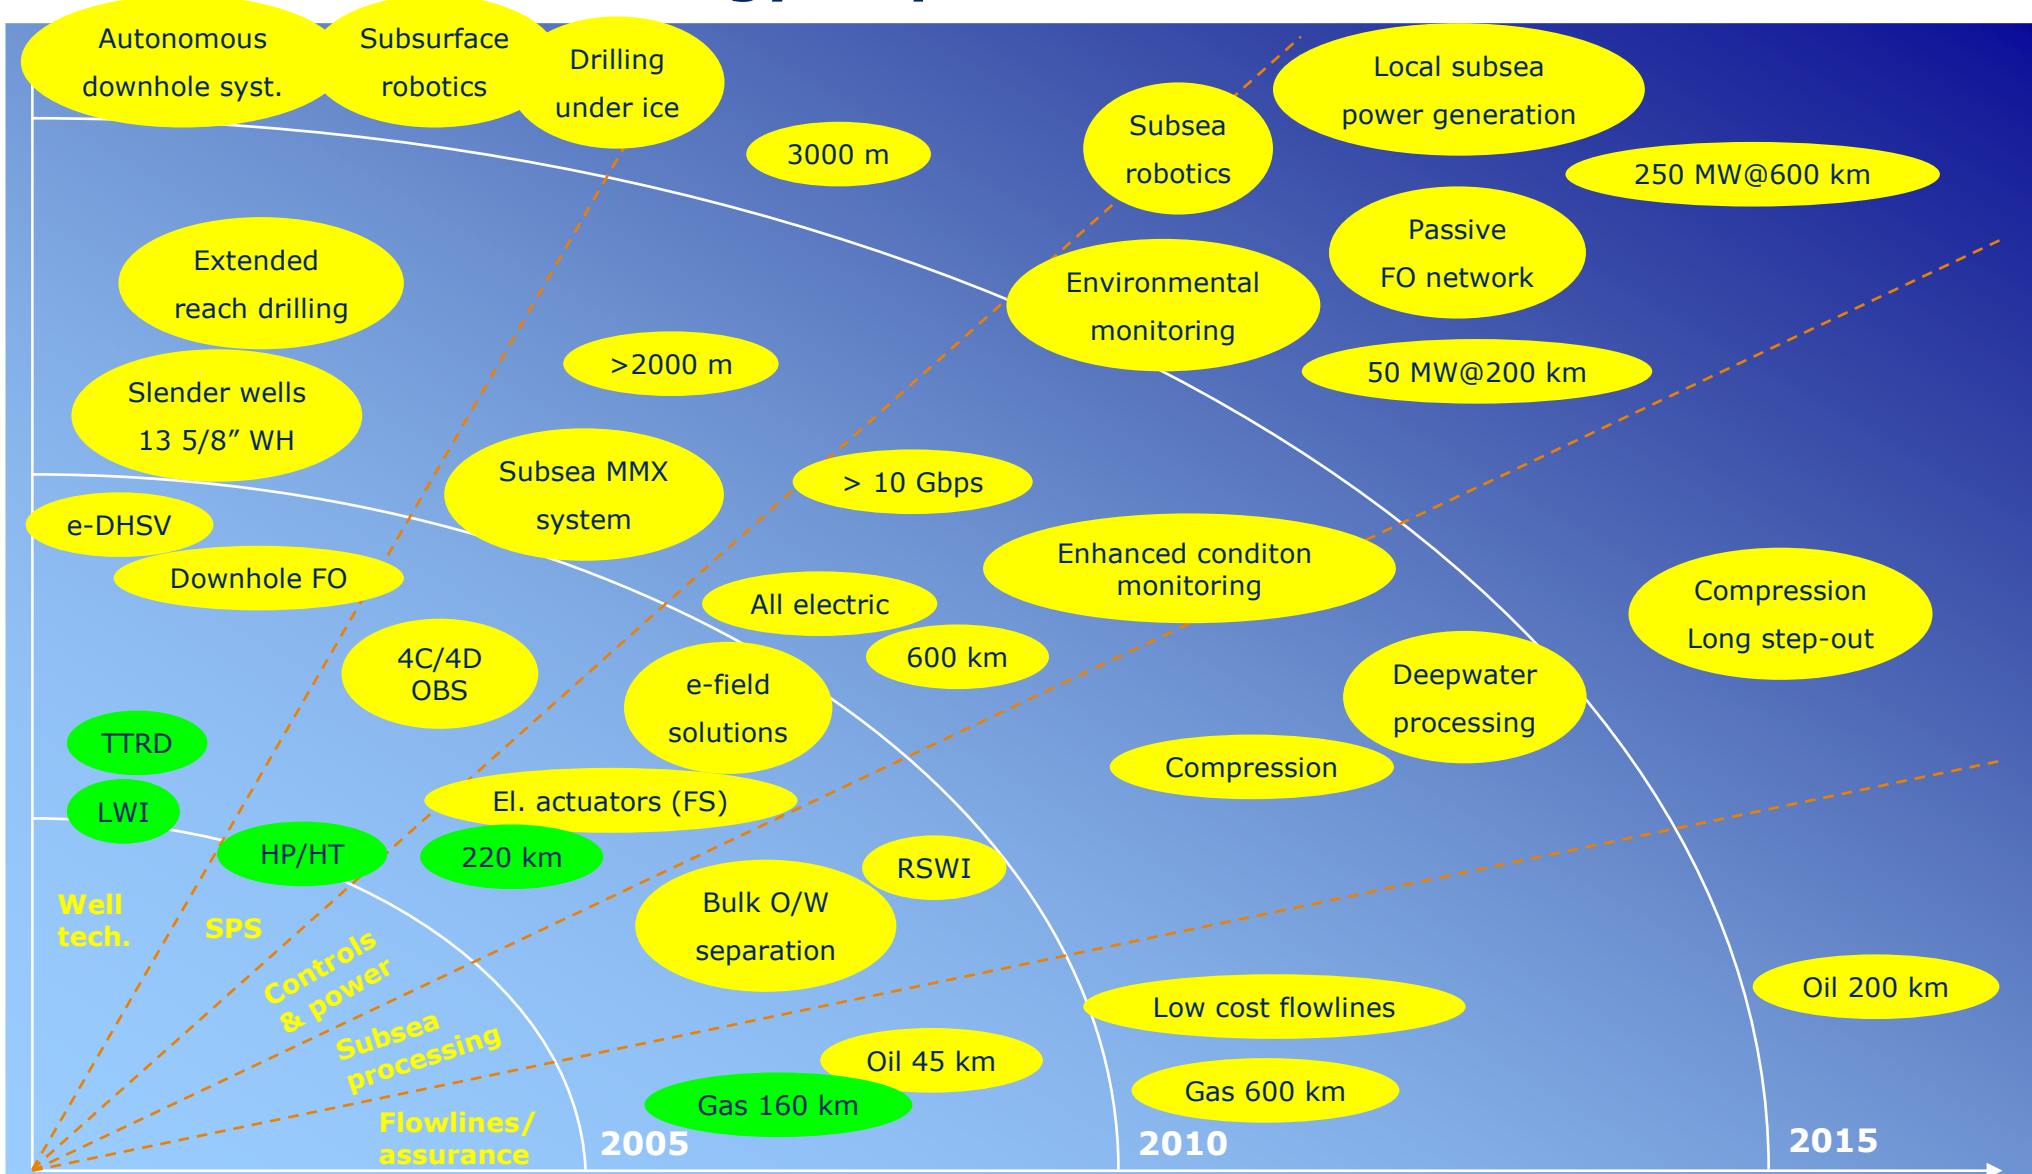 Autonomous
downhole syst.
Subsurface
robotics
Drilling
under ice
3000 m
Subsea
robotics
Local subsea
power generation
250 MW@600 km
Extended
reach drilling
Environmental
monitoring
Passive
FO network
>2000 m
50 MW@200 km
Slender wells
13 5/8” WH
Subsea MMX
system
> 10 Gbps
e-DHSV
Downhole FO
Enhanced conditon
monitoring
All electric
600 km
Compression
Long step-out
4C/4D
OBS
e-field
solutions
Deepwater
processing
TTRD
Compression
LWI
El. actuators (FS)
HP/HT
220 km
RSWI
Bulk O/W
separation
Well
tech.
SPS
Controls
& power
Subsea
processing
Low cost flowlines
Oil 200 km
Oil 45 km
Gas 160 km
Gas 600 km
Flowlines/
assurance
2005
2010
2015